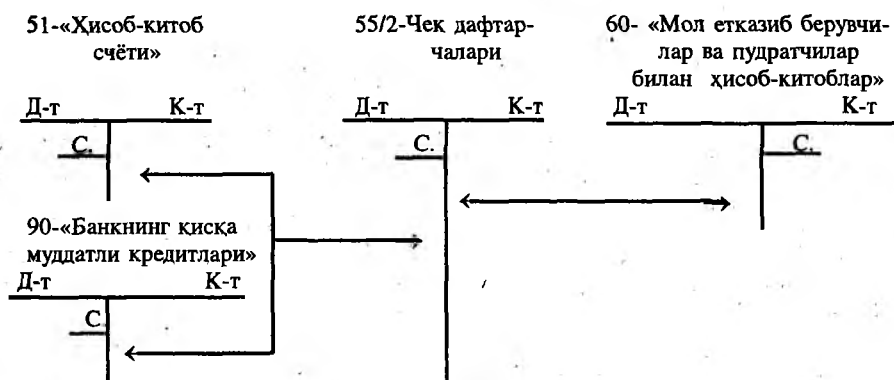 51-«Ҳисоб-китоб
счёти»
55/2-Чек дафтар-
чалари
60- «Мол етказиб берувчи-
лар ва пудратчилар
билан ҳисоб-китоблар»
Д-т К-т
С.
Д-т
С.
Д-т К-т
С.
90-«Банкнинг қисқа
муддатли кредитлари»
Д-т К-т
С